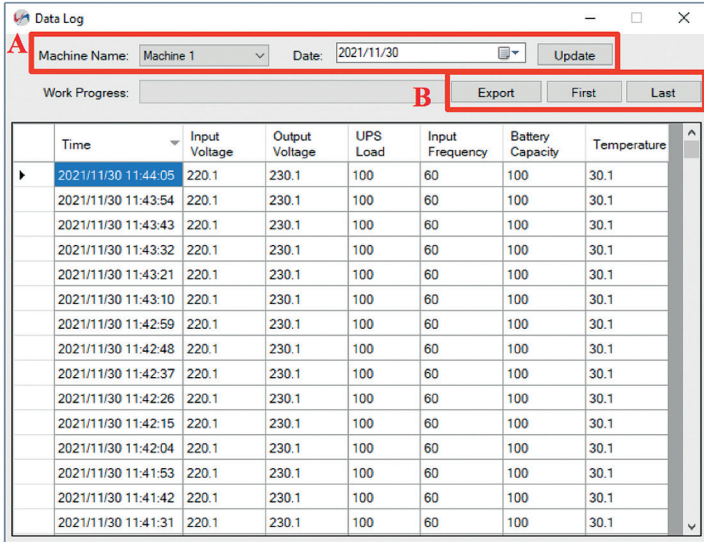 Data Log
A Machine Name: Machine 1 Date: 2021/11/30 Update
Work Progress: B Export First Last
Time Input Voltage Output Voltage UPS Load Input Frequency Battery Capacity Temperature
2021/11/30 11:44:05 220.1 230.1 100 60 100 30.1
2021/11/30 11:43:54 220.1 230.1 100 60 100 30.1
2021/11/30 11:43:43 220.1 230.1 100 60 100 30.1
2021/11/30 11:43:32 220.1 230.1 100 60 100 30.1
2021/11/30 11:43:21 220.1 230.1 100 60 100 30.1
2021/11/30 11:43:10 220.1 230.1 100 60 100 30.1
2021/11/30 11:42:59 220.1 230.1 100 60 100 30.1
2021/11/30 11:42:48 220.1 230.1 100 60 100 30.1
2021/11/30 11:42:37 220.1 230.1 100 60 100 30.1
2021/11/30 11:42:26 220.1 230.1 100 60 100 30.1
2021/11/30 11:42:15 220.1 230.1 100 60 100 30.1
2021/11/30 11:42:04 220.1 230.1 100 60 100 30.1
2021/11/30 11:41:53 220.1 230.1 100 60 100 30.1
2021/11/30 11:41:42 220.1 230.1 100 60 100 30.1
2021/11/30 11:41:31 220.1 230.1 100 60 100 30.1